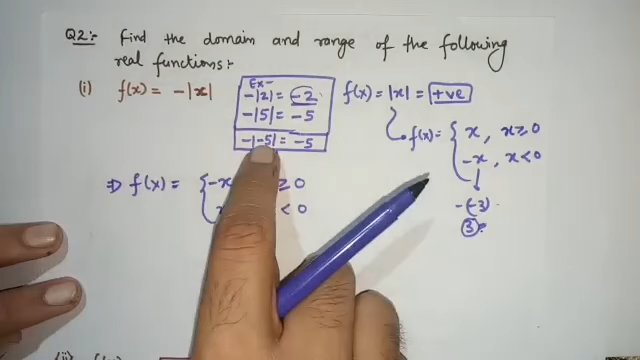 Q2:- Find the domain and range of the following
real functions:-
(i) f(x) = -|x|
Ex-
-|2| = -2
-|5| = -5
-|-5| = -5
f(x) = |x| = +ve
f(x) = { x, x≥0
-x, x<0
-(-3)
3
⇒ f(x) = { -x ≥ 0
< 0